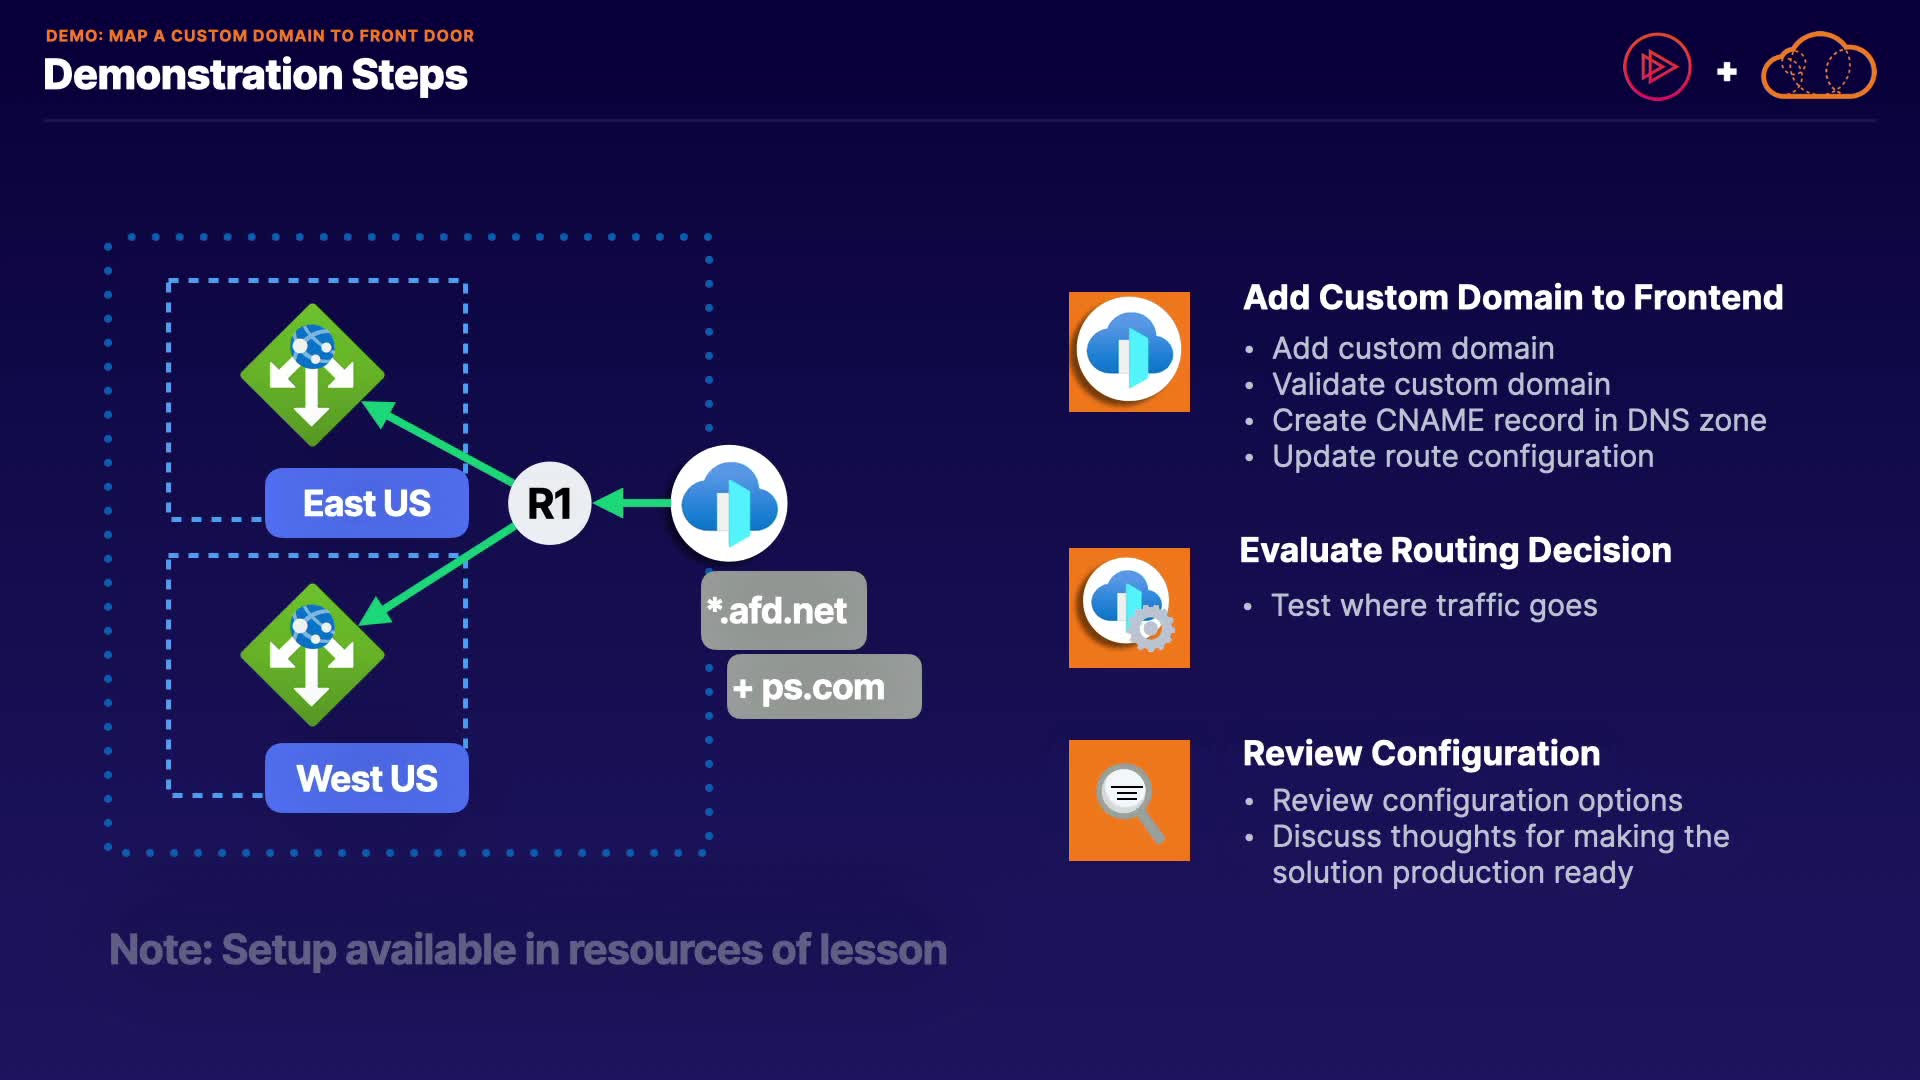 DEMO: MAP A CUSTOM DOMAIN TO FRONT DOOR
Demonstration Steps
+
East US
R1
*.afd.net
+ ps.com
West US
Note: Setup available in resources of lesson
Add Custom Domain to Frontend
• Add custom domain
• Validate custom domain
• Create CNAME record in DNS zone
• Update route configuration
Evaluate Routing Decision
• Test where traffic goes
Review Configuration
• Review configuration options
• Discuss thoughts for making the
solution production ready